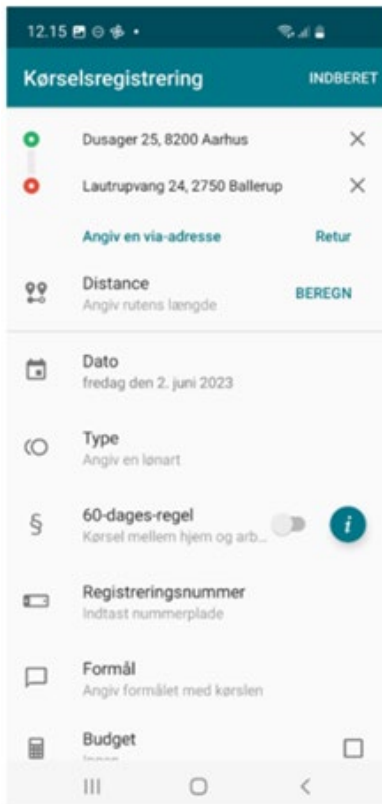 12.15
Kørselsregistrering INDBERET
Dusager 25, 8200 Aarhus
Lautrupvang 24, 2750 Ballerup
Angiv en via-adresse Retur
Distance
Angiv rutens længde BEREGN
Dato
fredag den 2. juni 2023
Type
Angiv en lønart
§ 60-dages-regel
Kørsel mellem hjem og arb... i
Registreringsnummer
Indtast nummerplade
Formål
Angiv formålet med kørslen
Budget